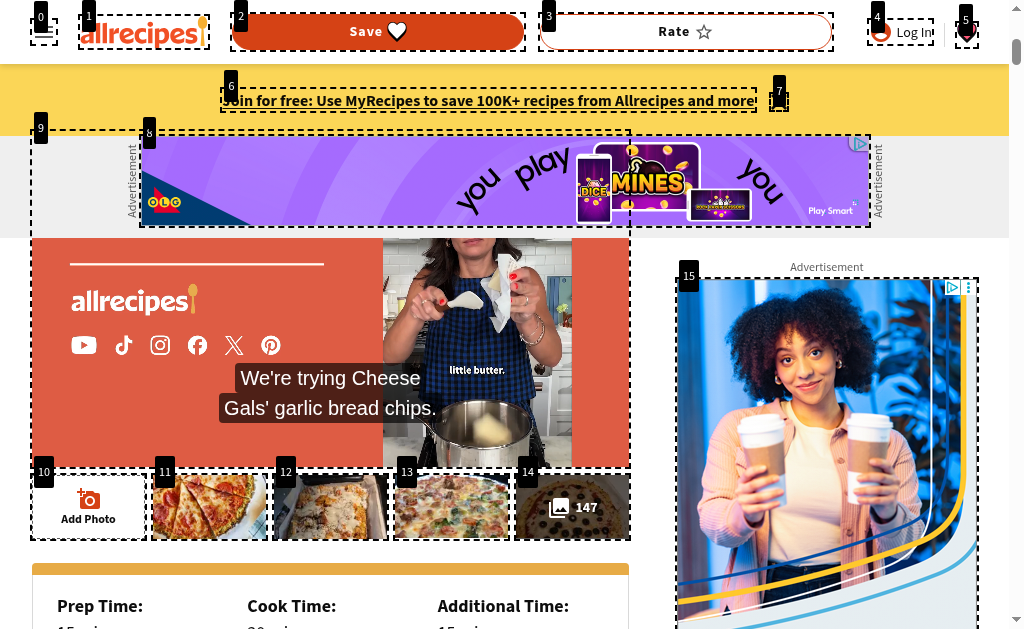 0
1
allrecipes
2
Save
3
Rate
4
Log In
5
6
Join for free: Use MyRecipes to save 100K+ recipes from Allrecipes and more
7
9
8
Advertisement
OLG
you play
DICE
MINES
you
Play Smart
Advertisement
allrecipes
little butter.
We're trying Cheese
Gals' garlic bread chips.
Advertisement
15
10
Add Photo
11
12
13
14
147
Prep Time:
Cook Time:
Additional Time: